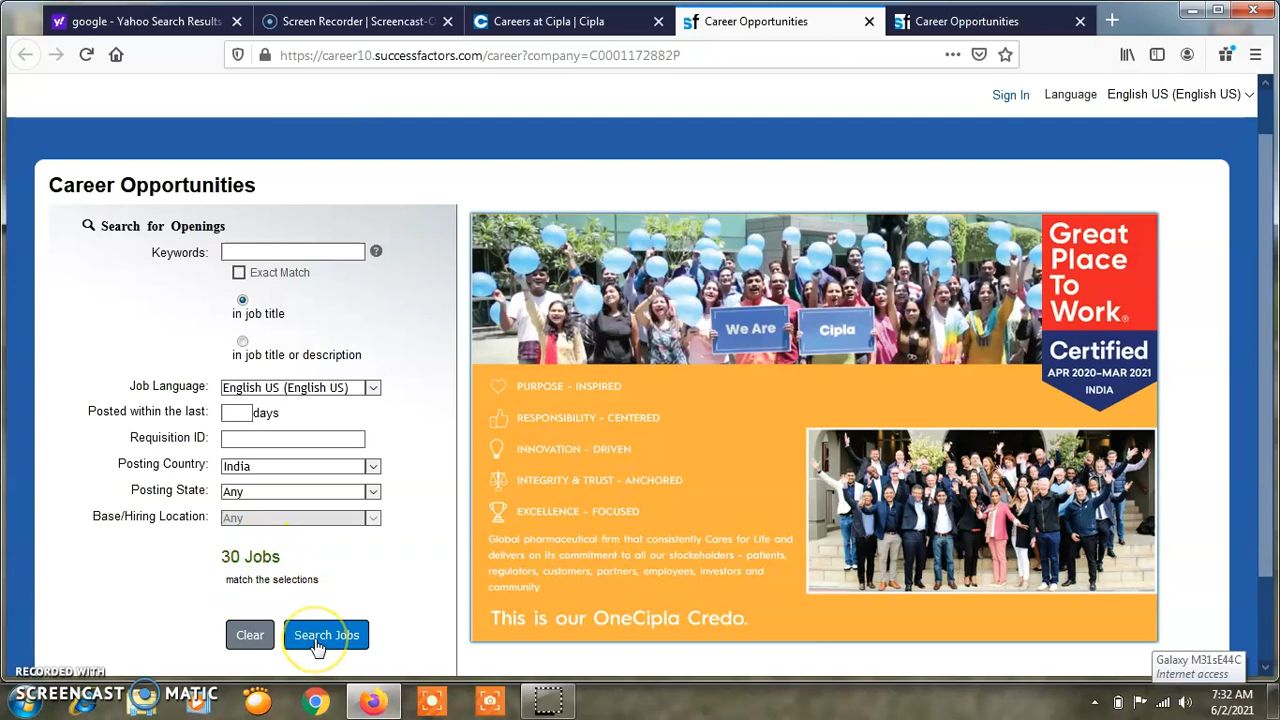 google - Yahoo Search Results
Screen Recorder | Screencast-O
Careers at Cipla | Cipla
Career Opportunities
Career Opportunities
https://career10.successfactors.com/career?company=C0001172882P
Sign In
Language
English US (English US)
Career Opportunities
Search for Openings
Keywords:
Exact Match
in job title
in job title or description
Job Language:
English US (English US)
Posted within the last:
days
Requisition ID:
Posting Country:
India
Posting State:
Any
Base/Hiring Location:
Any
30 Jobs
match the selections
Clear
Search Jobs
We Are
Cipla
Great
Place
To
Work®
Certified
APR 2020-MAR 2021
INDIA
PURPOSE - INSPIRED
RESPONSIBILITY - CENTERED
INNOVATION - DRIVEN
INTEGRITY & TRUST - ANCHORED
EXCELLENCE - FOCUSED
Global pharmaceutical firm that consistently Cares for Life and
delivers on its commitment to all our stockeholders - patients,
regulators, customers, partners, employees, investors and
community.
This is our OneCipla Credo.
Galaxy M31sE44C
Internet access
RECORDED WITH
SCREENCAST MATIC
7:32 AM
6/2/2021